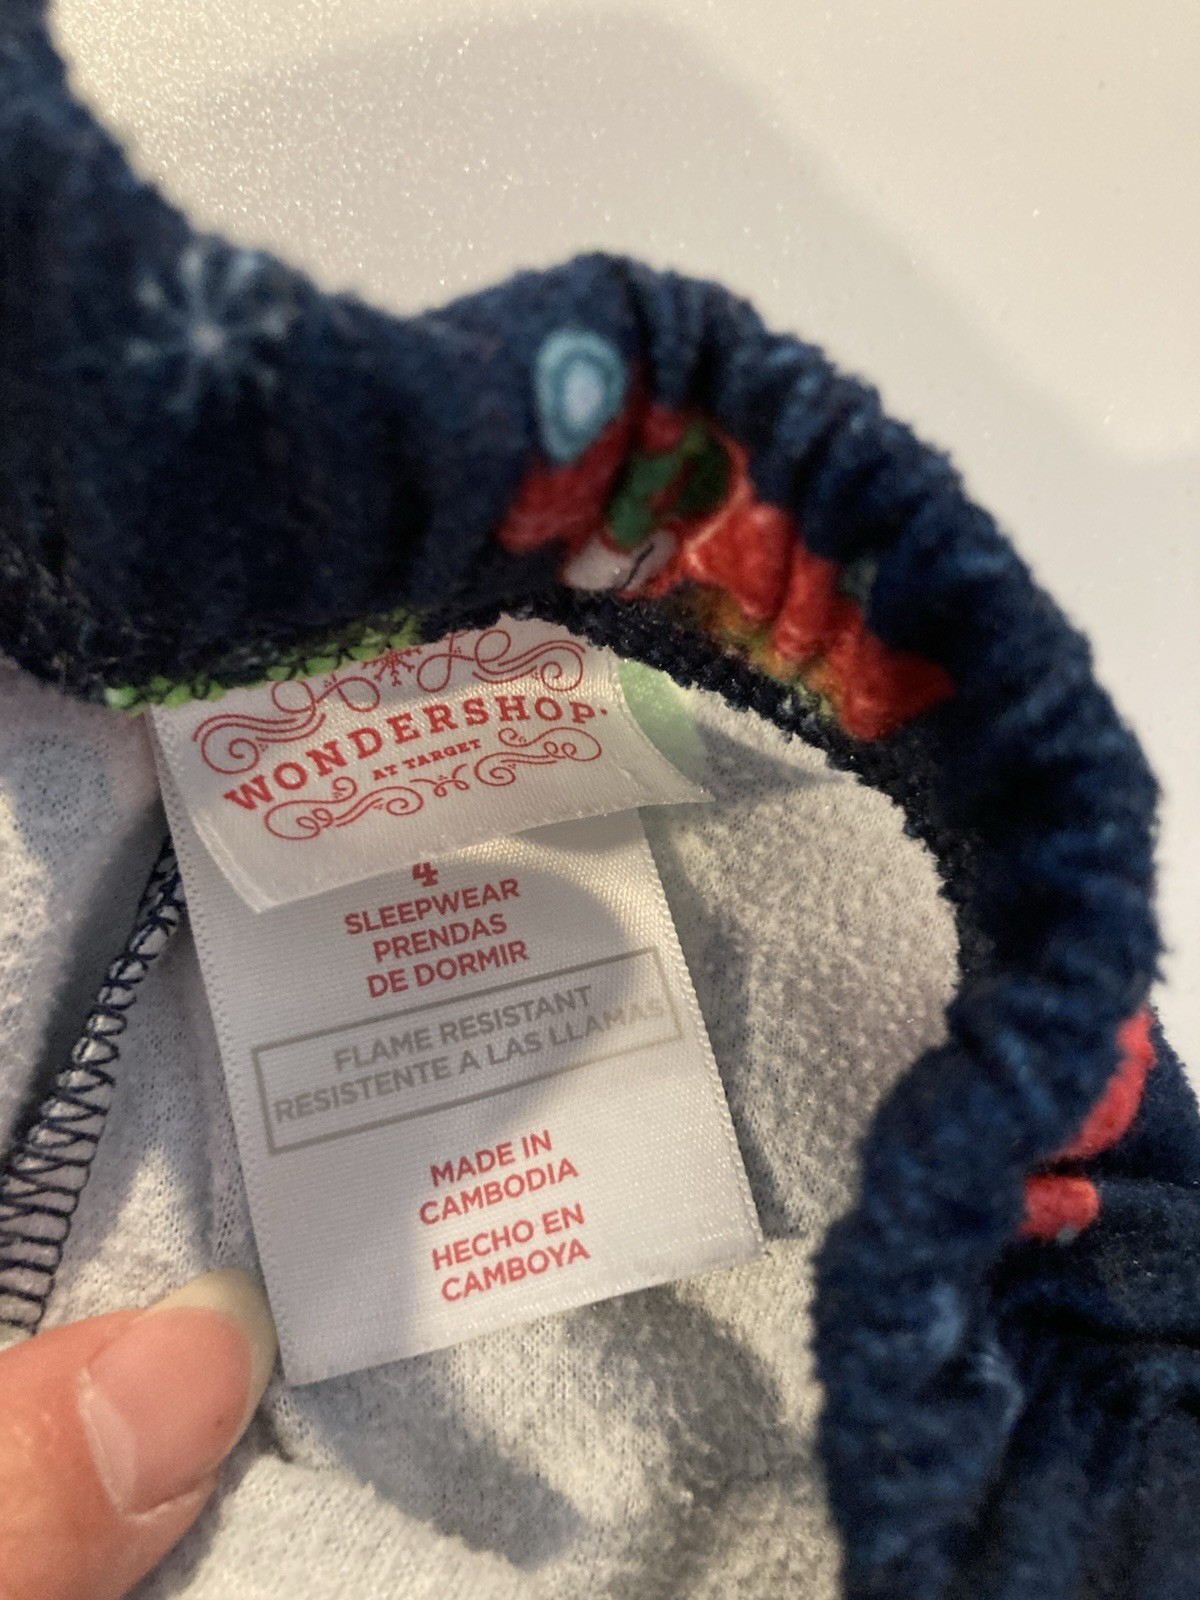 WONDERSHOP.
AT TARGET
4
SLEEPWEAR
PRENDAS
DE DORMIR
FLAME RESISTANT
RESISTENTE A LAS LLAMAS
MADE IN
CAMBODIA
HECHO EN
CAMBOYA